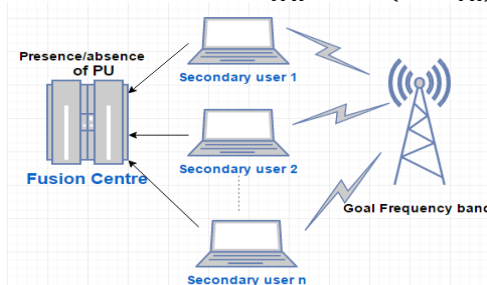 Presence/absence
of PU
Secondary user 1
Secondary user 2
Fusion Centre
Goal Frequency band
Secondary user n